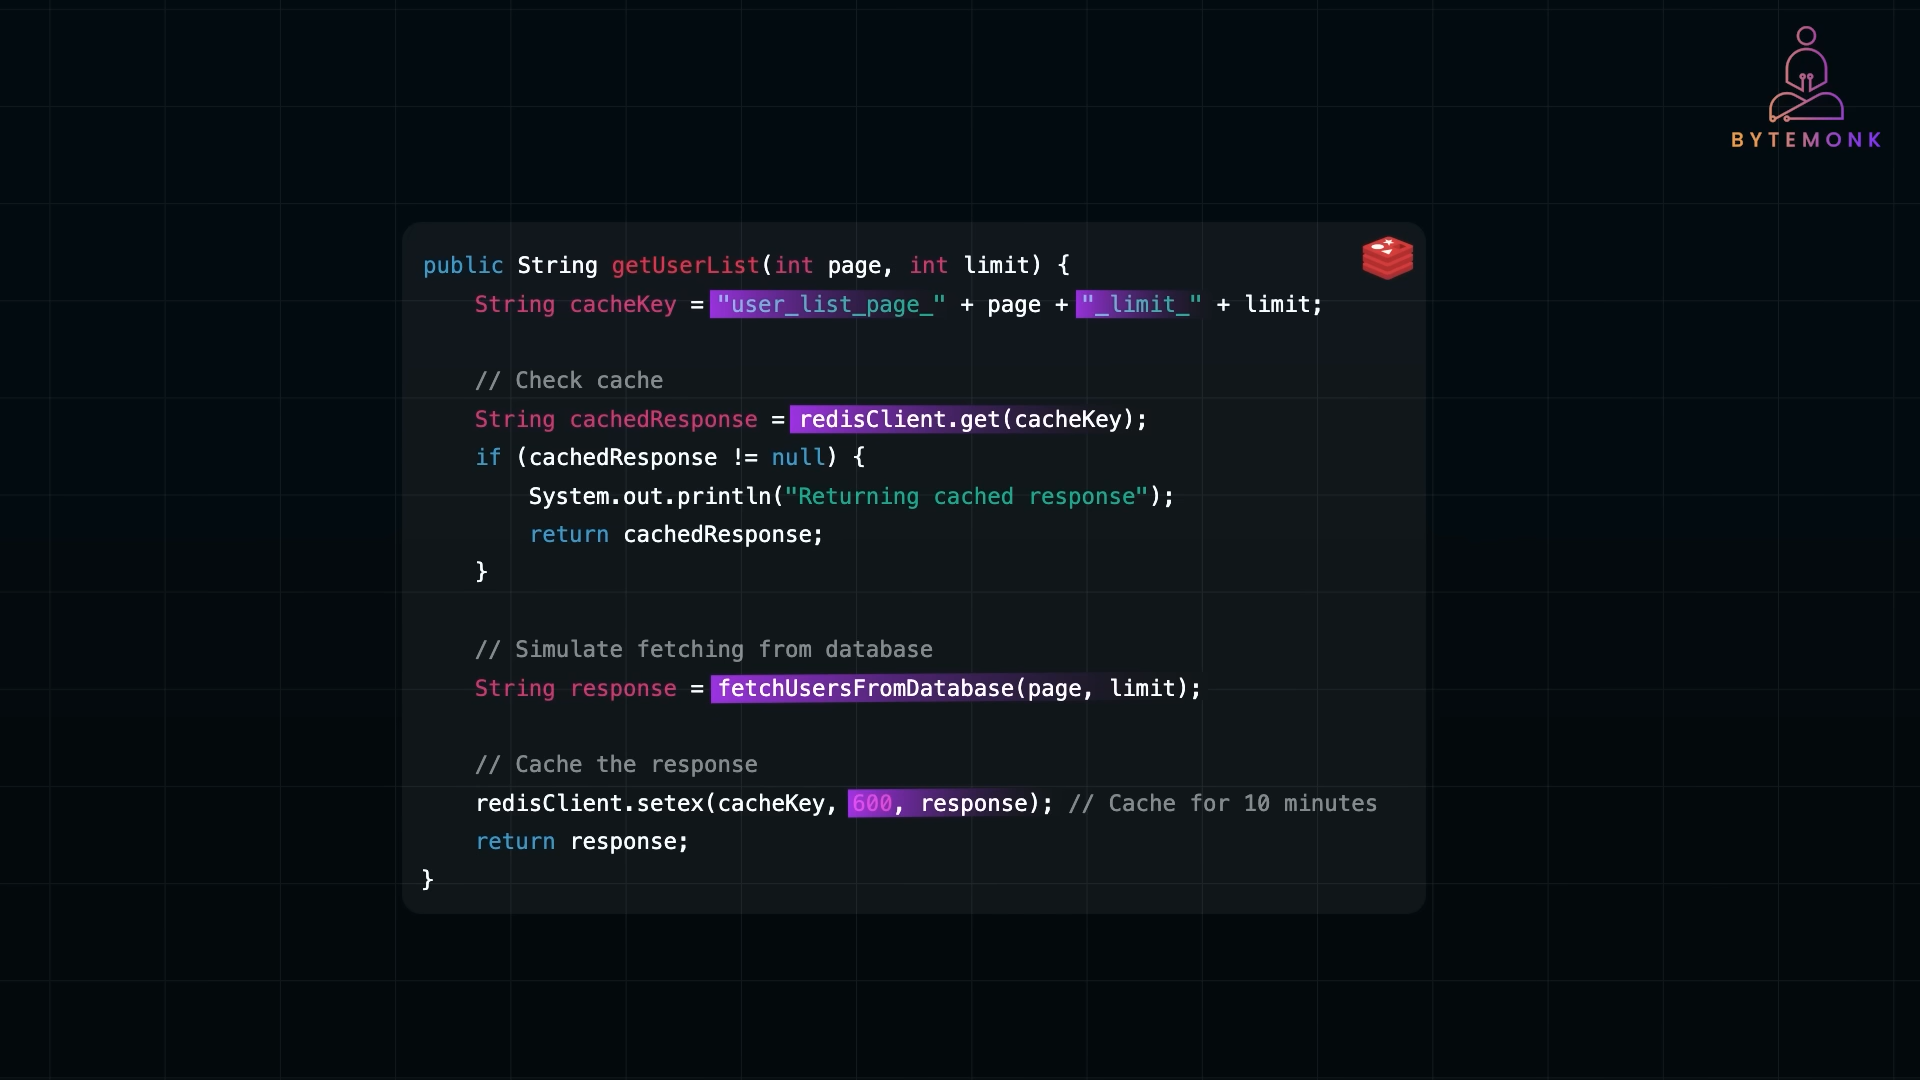 BYTEMONK
public String getUserList(int page, int limit) {
    String cacheKey = "user_list_page_" + page + "_limit_" + limit;
    // Check cache
    String cachedResponse = redisClient.get(cacheKey);
    if (cachedResponse != null) {
        System.out.println("Returning cached response");
        return cachedResponse;
    }
    // Simulate fetching from database
    String response = fetchUsersFromDatabase(page, limit);
    // Cache the response
    redisClient.setex(cacheKey, 600, response); // Cache for 10 minutes
    return response;
}